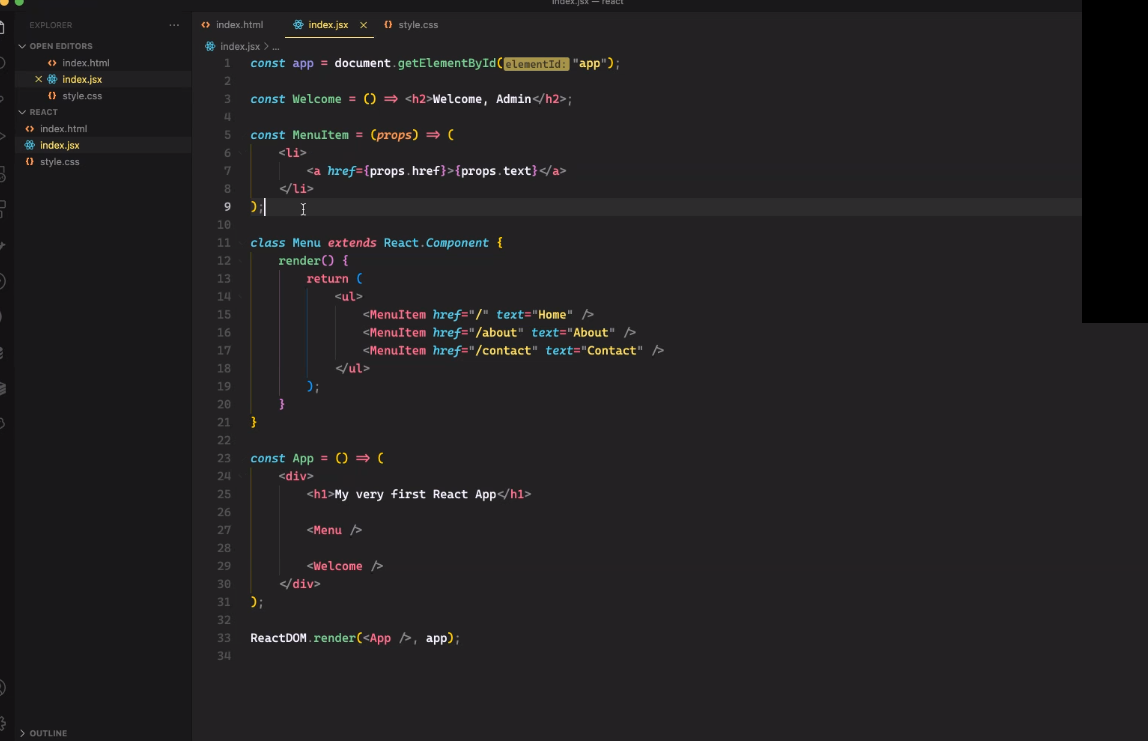 index.jsx — react
EXPLORER ···
index.html index.jsx × style.css
OPEN EDITORS
index.html
× index.jsx
style.css
REACT
index.html
index.jsx
style.css
OUTLINE
index.jsx > ...
1 const app = document.getElementById(elementId: "app");
2
3 const Welcome = () => <h2>Welcome, Admin</h2>;
4
5 const MenuItem = (props) => (
6 <li>
7 <a href={props.href}>{props.text}</a>
8 </li>
9 );
10
11 class Menu extends React.Component {
12 render() {
13 return (
14 <ul>
15 <MenuItem href="/" text="Home" />
16 <MenuItem href="/about" text="About" />
17 <MenuItem href="/contact" text="Contact" />
18 </ul>
19 );
20 }
21 }
22
23 const App = () => (
24 <div>
25 <h1>My very first React App</h1>
26
27 <Menu />
28
29 <Welcome />
30 </div>
31 );
32
33 ReactDOM.render(<App />, app);
34